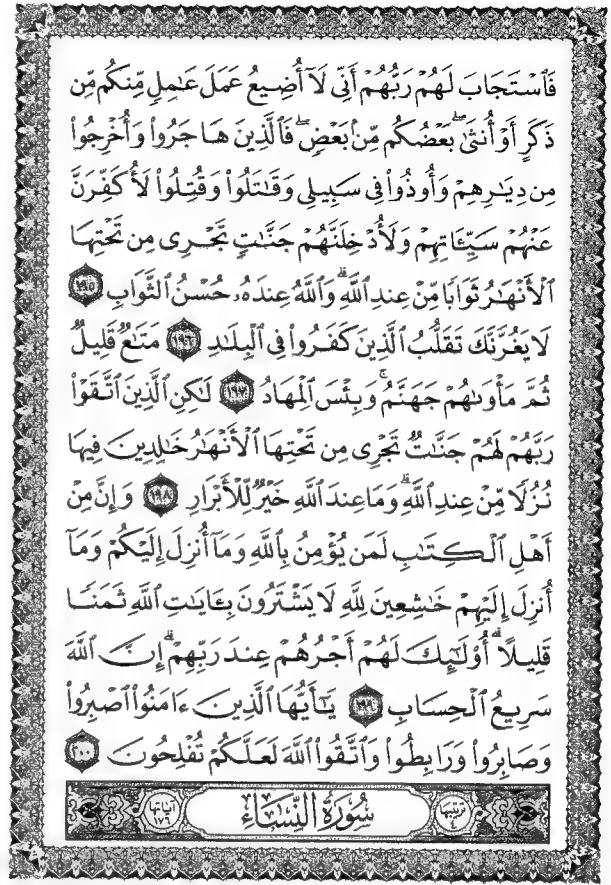 فَٱسْتَجَابَ لَهُمْ رَبُّهُمْ أَنِّى لَآ أُضِيعُ عَمَلَ عَٰمِلٍ مِّنكُم مِّن
ذَكَرٍ أَوْ أُنثَىٰۖ بَعْضُكُم مِّنۢ بَعْضٍۖ فَٱلَّذِينَ هَاجَرُوا۟ وَأُخْرِجُوا۟
مِن دِيَٰرِهِمْ وَأُوذُوا۟ فِى سَبِيلِى وَقَٰتَلُوا۟ وَقُتِلُوا۟ لَأُكَفِّرَنَّ
عَنْهُمْ سَيِّـَٔاتِهِمْ وَلَأُدْخِلَنَّهُمْ جَنَّٰتٍ تَجْرِى مِن تَحْتِهَا
ٱلْأَنْهَٰرُ ثَوَابًا مِّنْ عِندِ ٱللَّهِۗ وَٱللَّهُ عِندَهُۥ حُسْنُ ٱلثَّوَابِ ١٩٥
لَا يَغُرَّنَّكَ تَقَلُّبُ ٱلَّذِينَ كَفَرُوا۟ فِى ٱلْبِلَٰدِ ١٩٦ مَتَٰعٌ قَلِيلٌ
ثُمَّ مَأْوَىٰهُمْ جَهَنَّمُۚ وَبِئْسَ ٱلْمِهَادُ ١٩٧ لَٰكِنِ ٱلَّذِينَ ٱتَّقَوْا۟
رَبَّهُمْ لَهُمْ جَنَّٰتٌ تَجْرِى مِن تَحْتِهَا ٱلْأَنْهَٰرُ خَٰلِدِينَ فِيهَا
نُزُلًا مِّنْ عِندِ ٱللَّهِۗ وَمَا عِندَ ٱللَّهِ خَيْرٌ لِّلْأَبْرَارِ ١٩٨ وَإِنَّ مِنْ
أَهْلِ ٱلْكِتَٰبِ لَمَن يُؤْمِنُ بِٱللَّهِ وَمَآ أُنزِلَ إِلَيْكُمْ وَمَآ
أُنزِلَ إِلَيْهِمْ خَٰشِعِينَ لِلَّهِ لَا يَشْتَرُونَ بِـَٔايَٰتِ ٱللَّهِ ثَمَنًا
قَلِيلًاۗ أُو۟لَٰٓئِكَ لَهُمْ أَجْرُهُمْ عِندَ رَبِّهِمْۗ إِنَّ ٱللَّهَ
سَرِيعُ ٱلْحِسَابِ ١٩٩ يَٰٓأَيُّهَا ٱلَّذِينَ ءَامَنُوا۟ ٱصْبِرُوا۟
وَصَابِرُوا۟ وَرَابِطُوا۟ وَٱتَّقُوا۟ ٱللَّهَ لَعَلَّكُمْ تُفْلِحُونَ ٢٠٠
ترتيبها ٤ سُورَةُ النِّسَاءِ آياتها ١٧٦